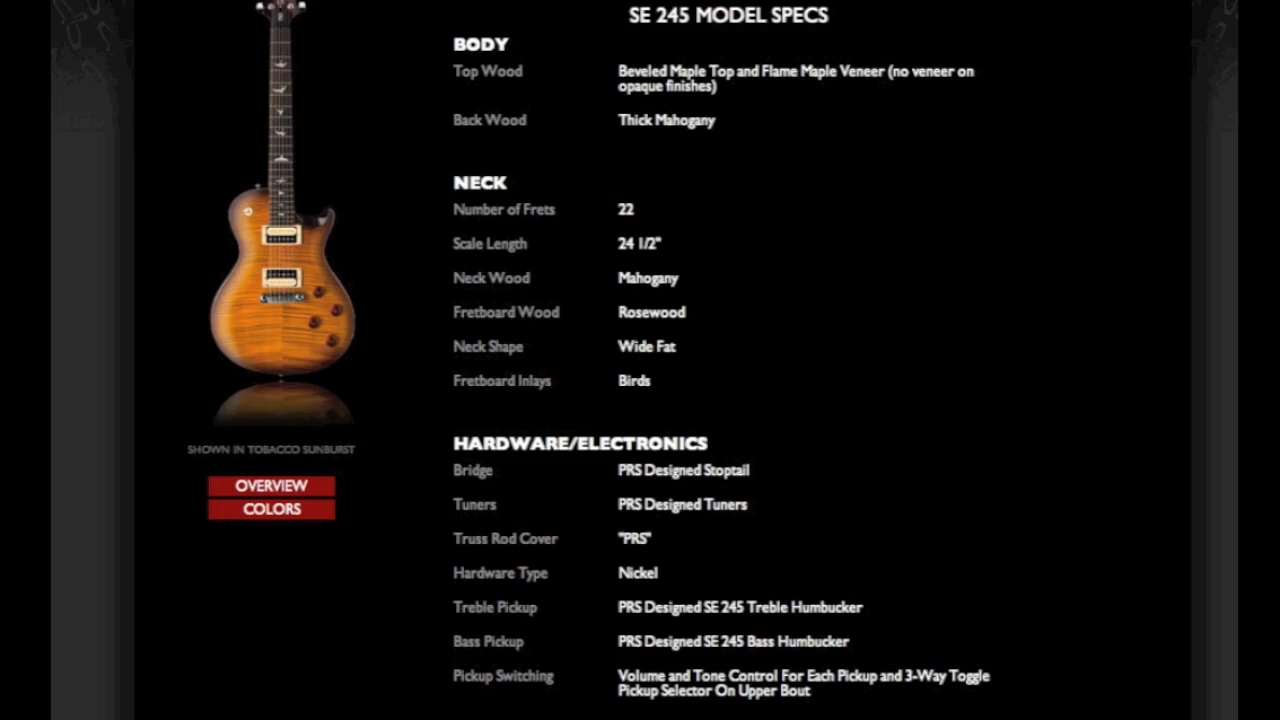 SE 245 MODEL SPECS
BODY
Top Wood Beveled Maple Top and Flame Maple Veneer (no veneer on
opaque finishes)
Back Wood Thick Mahogany
NECK
Number of Frets 22
Scale Length 24 1/2"
Neck Wood Mahogany
Fretboard Wood Rosewood
Neck Shape Wide Fat
Fretboard Inlays Birds
HARDWARE/ELECTRONICS
Bridge PRS Designed Stoptail
Tuners PRS Designed Tuners
Truss Rod Cover "PRS"
Hardware Type Nickel
Treble Pickup PRS Designed SE 245 Treble Humbucker
Bass Pickup PRS Designed SE 245 Bass Humbucker
Pickup Switching Volume and Tone Control For Each Pickup and 3-Way Toggle
Pickup Selector On Upper Bout
SHOWN IN TOBACCO SUNBURST
OVERVIEW
COLORS